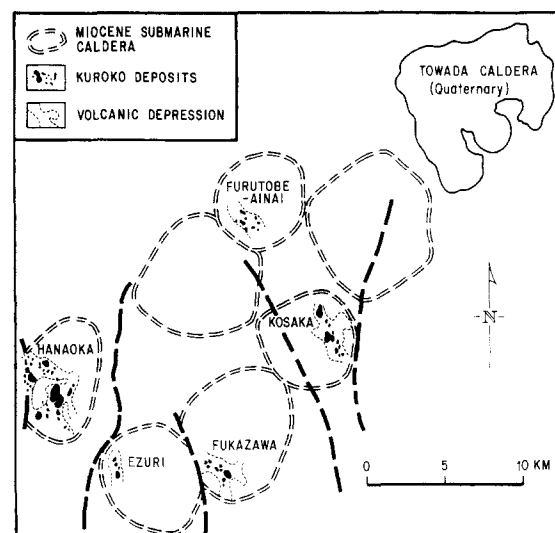 MIOCENE SUBMARINE
CALDERA
KUROKO DEPOSITS
VOLCANIC DEPRESSION
TOWADA CALDERA
(Quaternary)
FURUTOBE
-AINAI
KOSAKA
-N-
HANAOKA
FUKAZAWA
EZURI
0 5 10 KM